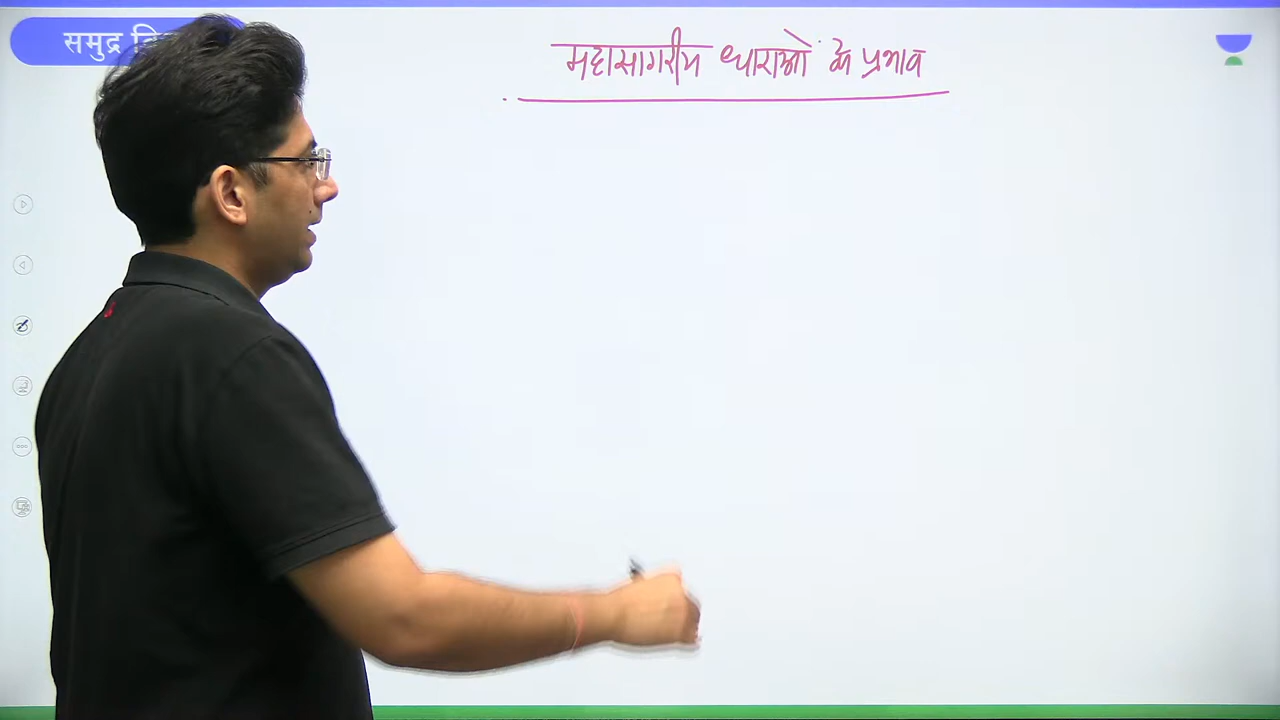 समुद्र
महासागरीय धाराओं के प्रभाव